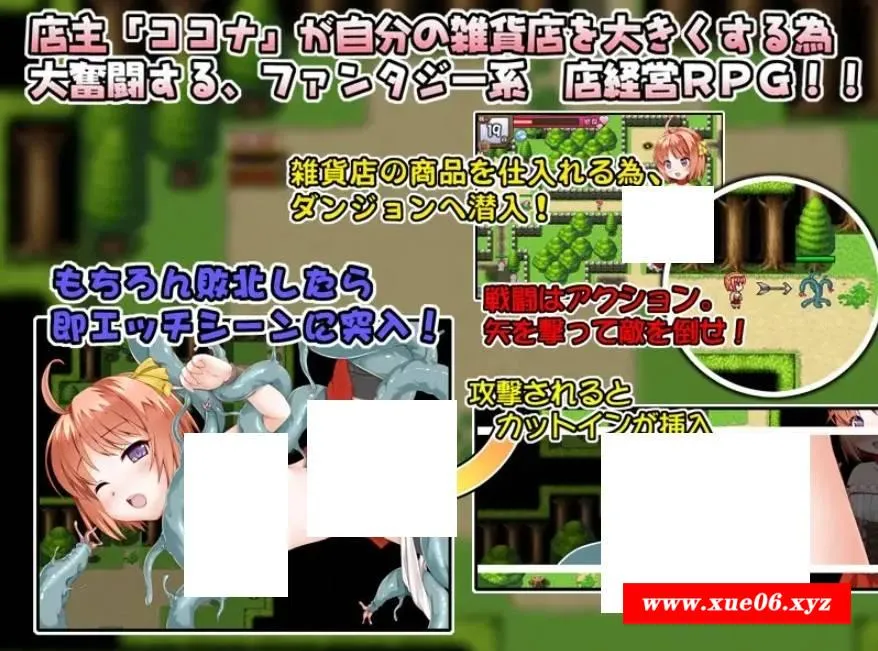 店主『ココナ』が自分の雑貨店を大きくする為
大奮闘する、ファンタジー系　店経営RPG！！
19
雑貨店の商品を仕入れる為、
ダンジョンへ潜入！
もちろん敗北したら
即エッチシーンに突入！
戦闘はアクション。
矢を撃って敵を倒せ！
攻撃されると
カットインが挿入
www.xue06.xyz